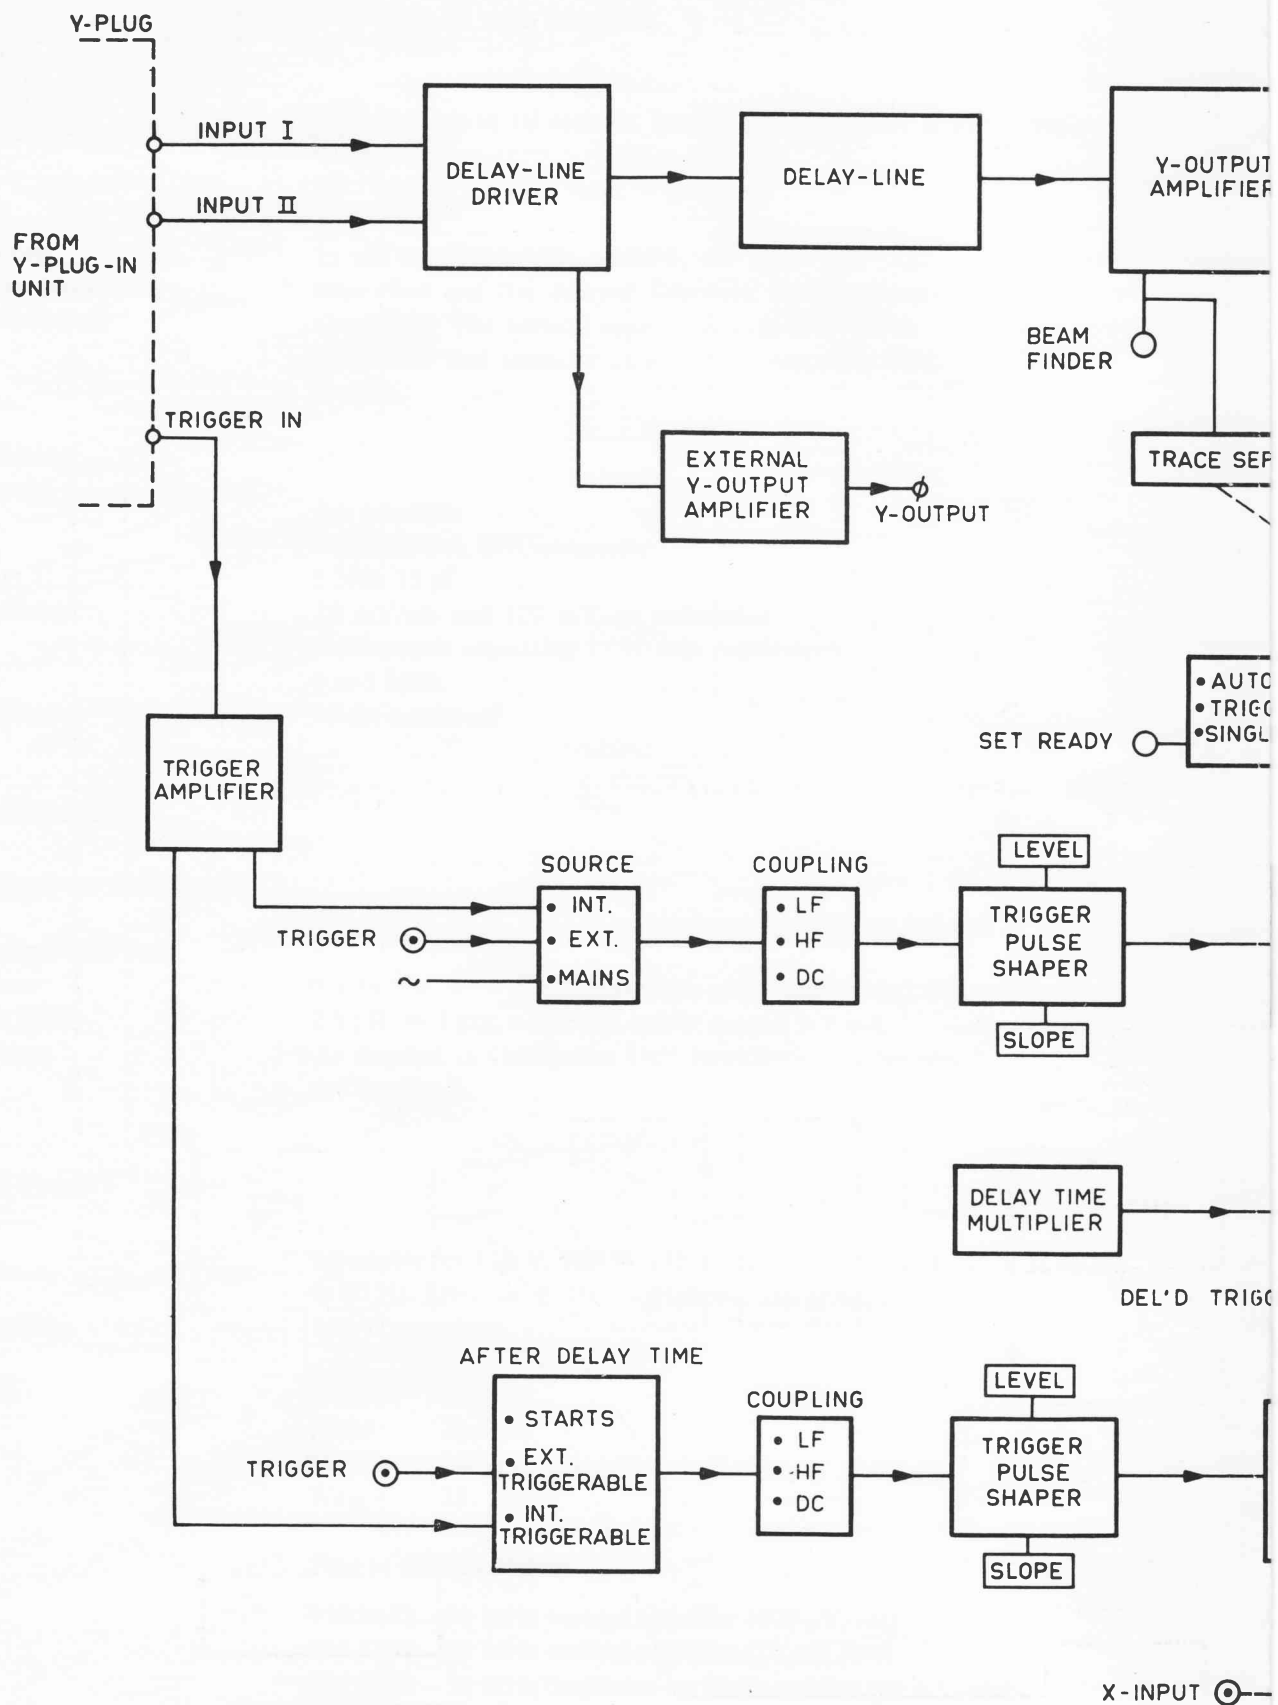 Y-PLUG
INPUT I
INPUT II
FROM
Y-PLUG-IN
UNIT
DELAY-LINE
DRIVER
DELAY-LINE
Y-OUTPUT
AMPLIFIER
BEAM
FINDER
TRIGGER IN
EXTERNAL
Y-OUTPUT
AMPLIFIER
Y-OUTPUT
TRACE SEP
• AUTO
• TRIGG
• SINGL
SET READY
TRIGGER
AMPLIFIER
SOURCE
• INT.
• EXT.
• MAINS
TRIGGER
~
COUPLING
• LF
• HF
• DC
LEVEL
TRIGGER
PULSE
SHAPER
SLOPE
DELAY TIME
MULTIPLIER
DEL'D TRIGG
AFTER DELAY TIME
• STARTS
• EXT.
TRIGGERABLE
• INT.
TRIGGERABLE
TRIGGER
COUPLING
• LF
• HF
• DC
LEVEL
TRIGGER
PULSE
SHAPER
SLOPE
X-INPUT